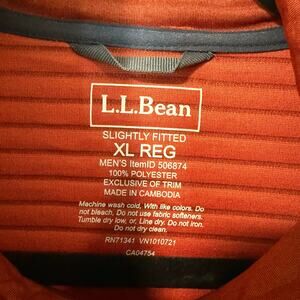 L.L.Bean
SLIGHTLY FITTED
XL REG
MEN'S ItemID 506874
100% POLYESTER
EXCLUSIVE OF TRIM
MADE IN CAMBODIA
Machine wash cold, With like colors. Do
not bleach, Do not use fabric softeners.
Tumble dry low, or, Line dry. Do not iron.
Do not dry clean.
RN71341 VN1010721
CA04754